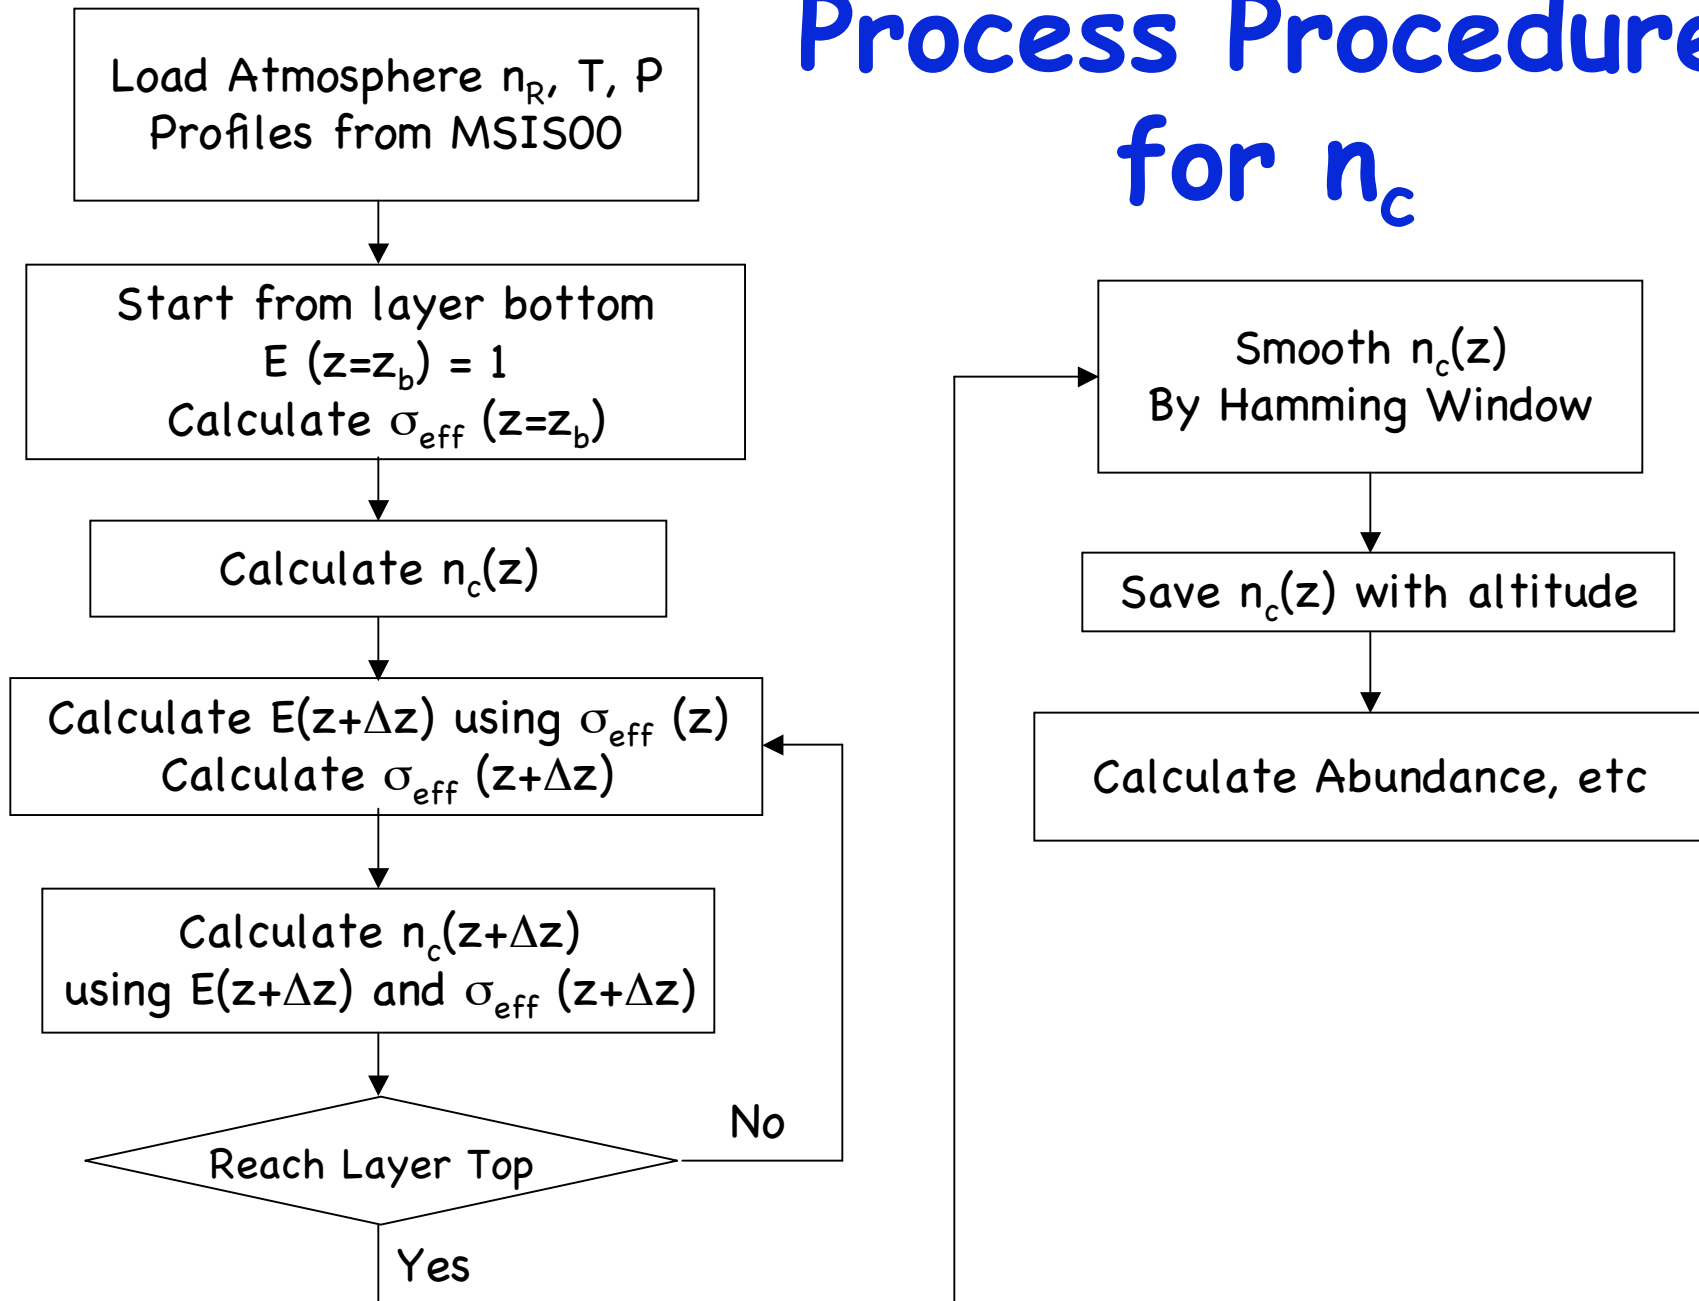 Process Procedure
for n_c
Load Atmosphere n_R, T, P
Profiles from MSIS00
Start from layer bottom
E (z=z_b) = 1
Calculate σ_eff (z=z_b)
Calculate n_c(z)
Calculate E(z+Δz) using σ_eff (z)
Calculate σ_eff (z+Δz)
Calculate n_c(z+Δz)
using E(z+Δz) and σ_eff (z+Δz)
Reach Layer Top
No
Yes
Smooth n_c(z)
By Hamming Window
Save n_c(z) with altitude
Calculate Abundance, etc